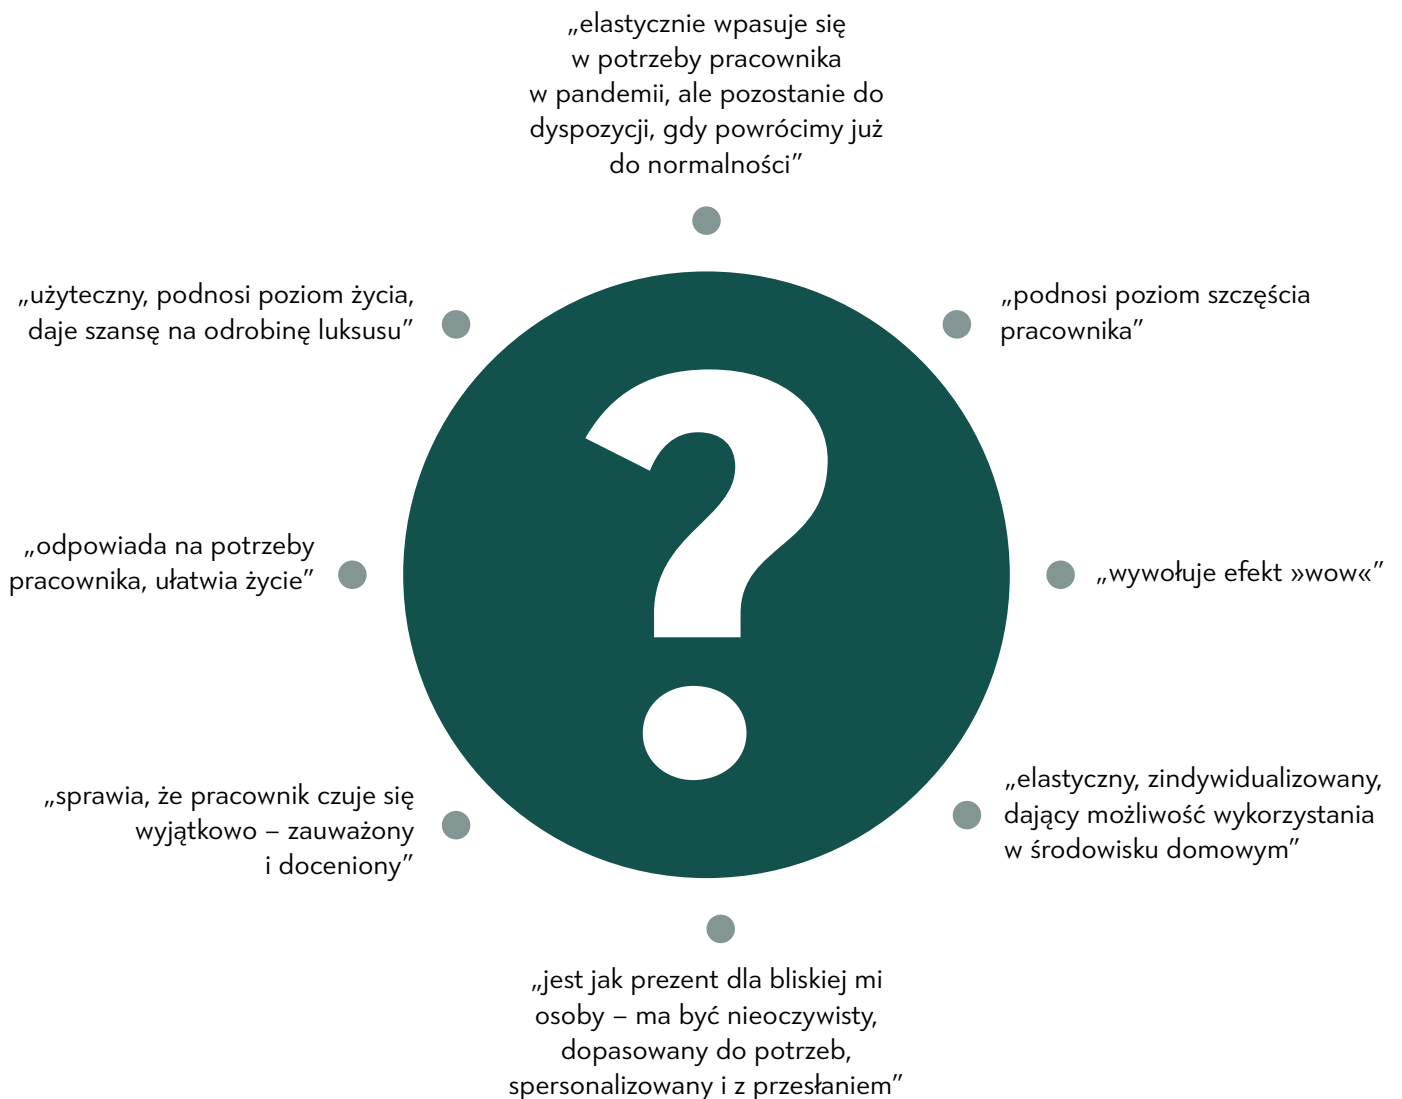 „elastycznie wpasuje się
w potrzeby pracownika
w pandemii, ale pozostanie do
dyspozycji, gdy powrócimy już
do normalności”
„użyteczny, podnosi poziom życia,
daje szansę na odrobinę luksusu”
„podnosi poziom szczęścia
pracownika”
„odpowiada na potrzeby
pracownika, ułatwia życie”
?
„wywołuje efekt »wow«”
„sprawia, że pracownik czuje się
wyjątkowo – zauważony
i doceniony”
„elastyczny, zindywidualizowany,
dający możliwość wykorzystania
w środowisku domowym”
„jest jak prezent dla bliskiej mi
osoby – ma być nieoczywisty,
dopasowany do potrzeb,
spersonalizowany i z przesłaniem”